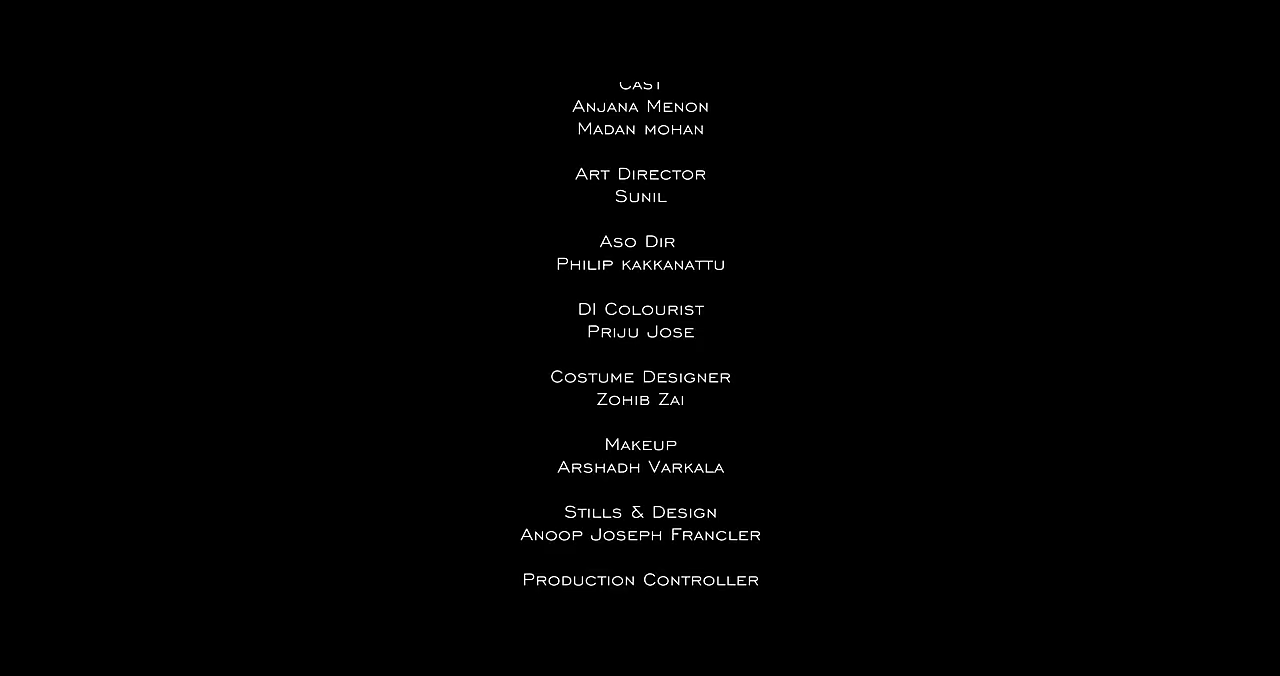 Cast
Anjana Menon
Madan mohan
Art Director
Sunil
Aso Dir
Philip kakkanattu
DI Colourist
Priju Jose
Costume Designer
Zohib Zai
Makeup
Arshadh Varkala
Stills & Design
Anoop Joseph Francler
Production Controller